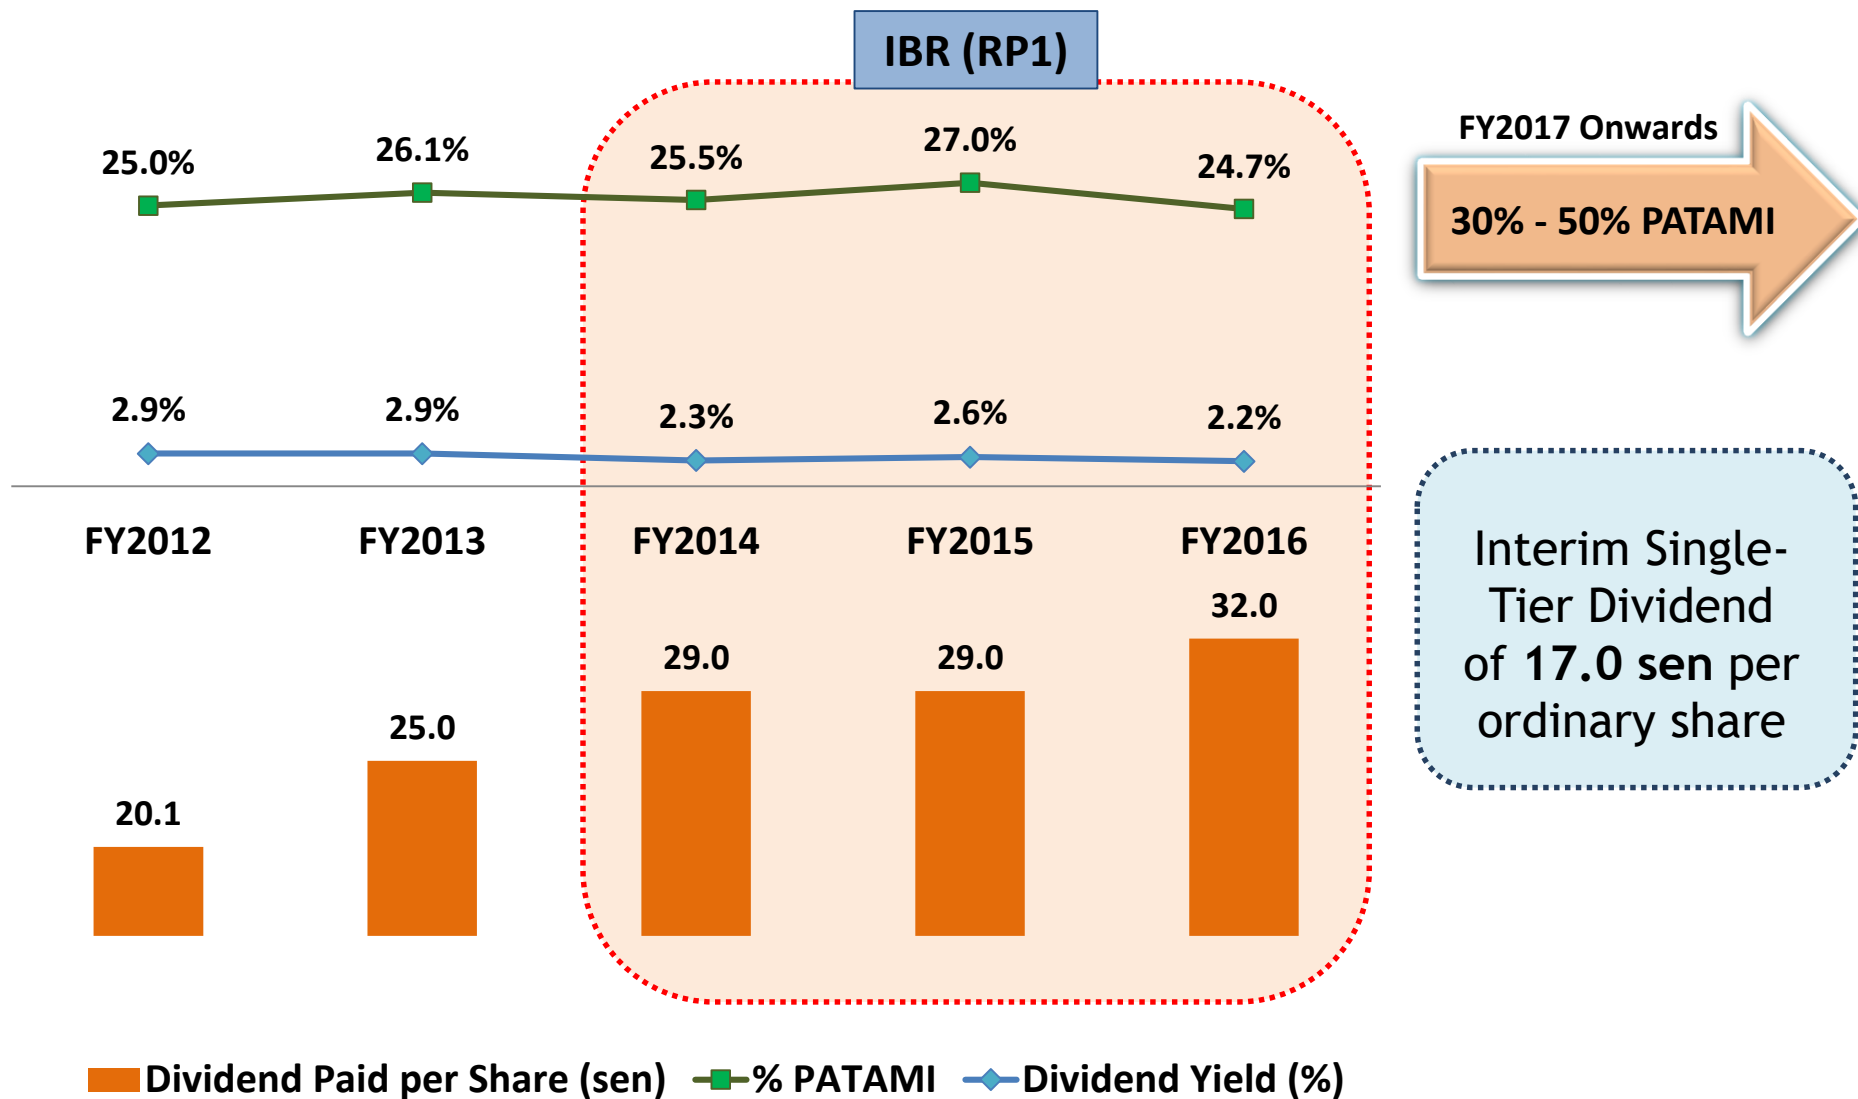 IBR (RP1)
25.0%
26.1%
25.5%
27.0%
24.7%
FY2017 Onwards
30% - 50% PATAMI
2.9%
2.9%
2.3%
2.6%
2.2%
FY2012
FY2013
FY2014
FY2015
FY2016
20.1
25.0
29.0
29.0
32.0
Interim Single-
Tier Dividend
of 17.0 sen per
ordinary share
Dividend Paid per Share (sen)
% PATAMI
Dividend Yield (%)